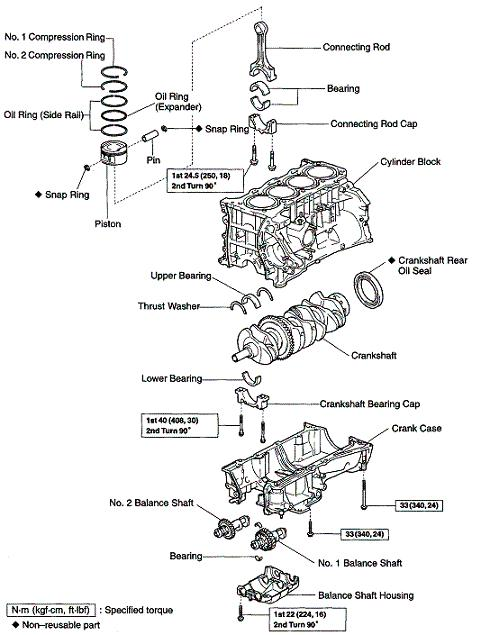 No. 1 Compression Ring
No. 2 Compression Ring
Oil Ring (Side Rail)
Oil Ring
(Expander)
◆ Snap Ring
Pin
◆ Snap Ring
Piston
1st 24.5 (250, 18)
2nd Turn 90°
Connecting Rod
Bearing
Connecting Rod Cap
Cylinder Block
◆ Crankshaft Rear
Oil Seal
Upper Bearing
Thrust Washer
Crankshaft
Lower Bearing
Crankshaft Bearing Cap
1st 40 (408, 30)
2nd Turn 90°
Crank Case
33 (340, 24)
33 (340, 24)
No. 2 Balance Shaft
No. 1 Balance Shaft
Bearing
Balance Shaft Housing
1st 22 (224, 16)
2nd Turn 90°
N·m (kgf·cm, ft·lbf) : Specified torque
◆ Non–reusable part